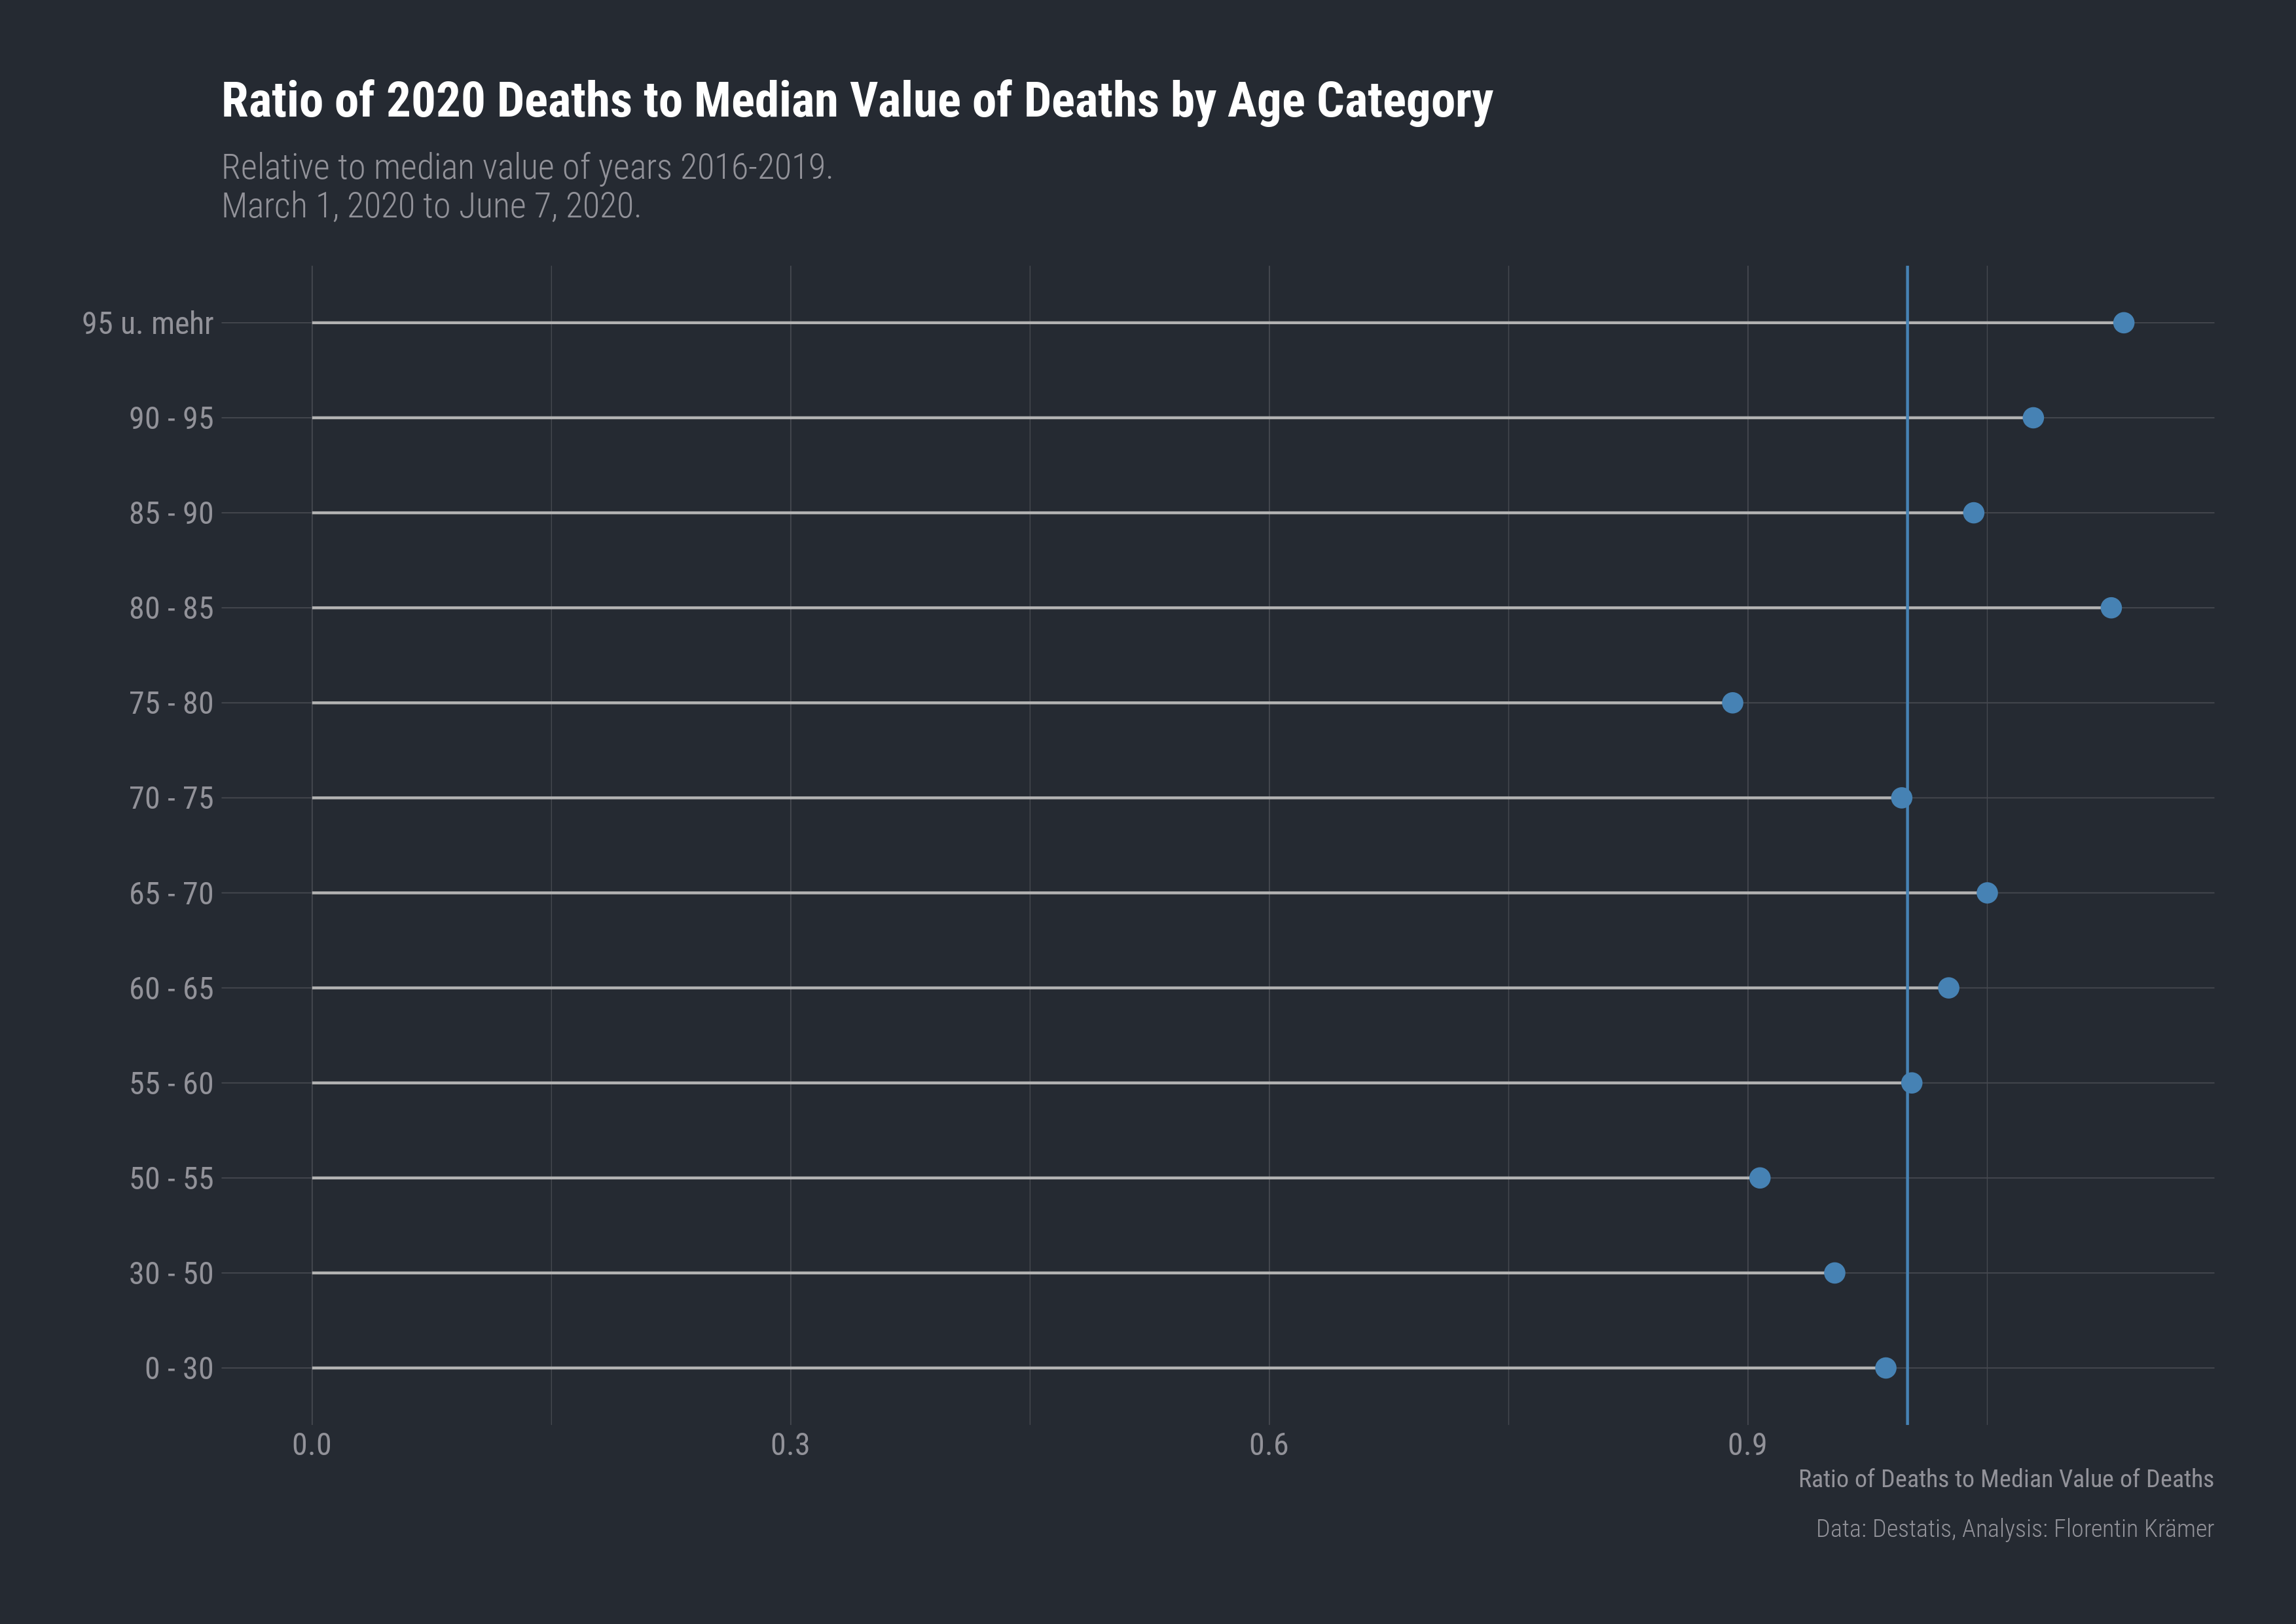 Ratio of 2020 Deaths to Median Value of Deaths by Age Category
Relative to median value of years 2016-2019.
March 1, 2020 to June 7, 2020.
95 u. mehr
90 - 95
85 - 90
80 - 85
75 - 80
70 - 75
65 - 70
60 - 65
55 - 60
50 - 55
30 - 50
0 - 30
0.0 0.3 0.6 0.9
Ratio of Deaths to Median Value of Deaths
Data: Destatis, Analysis: Florentin Krämer